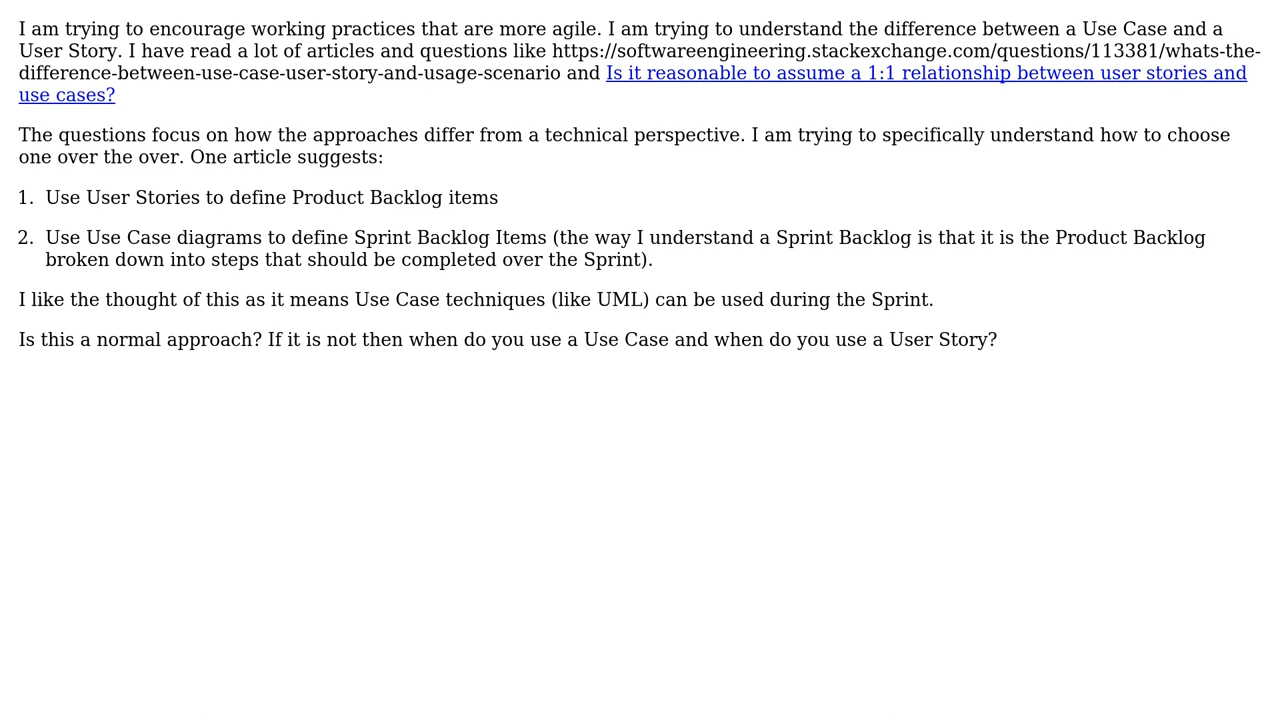 I am trying to encourage working practices that are more agile. I am trying to understand the difference between a Use Case and a
User Story. I have read a lot of articles and questions like https://softwareengineering.stackexchange.com/questions/113381/whats-the-
difference-between-use-case-user-story-and-usage-scenario and Is it reasonable to assume a 1:1 relationship between user stories and
use cases?
The questions focus on how the approaches differ from a technical perspective. I am trying to specifically understand how to choose
one over the over. One article suggests:
1. Use User Stories to define Product Backlog items
2. Use Use Case diagrams to define Sprint Backlog Items (the way I understand a Sprint Backlog is that it is the Product Backlog
broken down into steps that should be completed over the Sprint).
I like the thought of this as it means Use Case techniques (like UML) can be used during the Sprint.
Is this a normal approach? If it is not then when do you use a Use Case and when do you use a User Story?